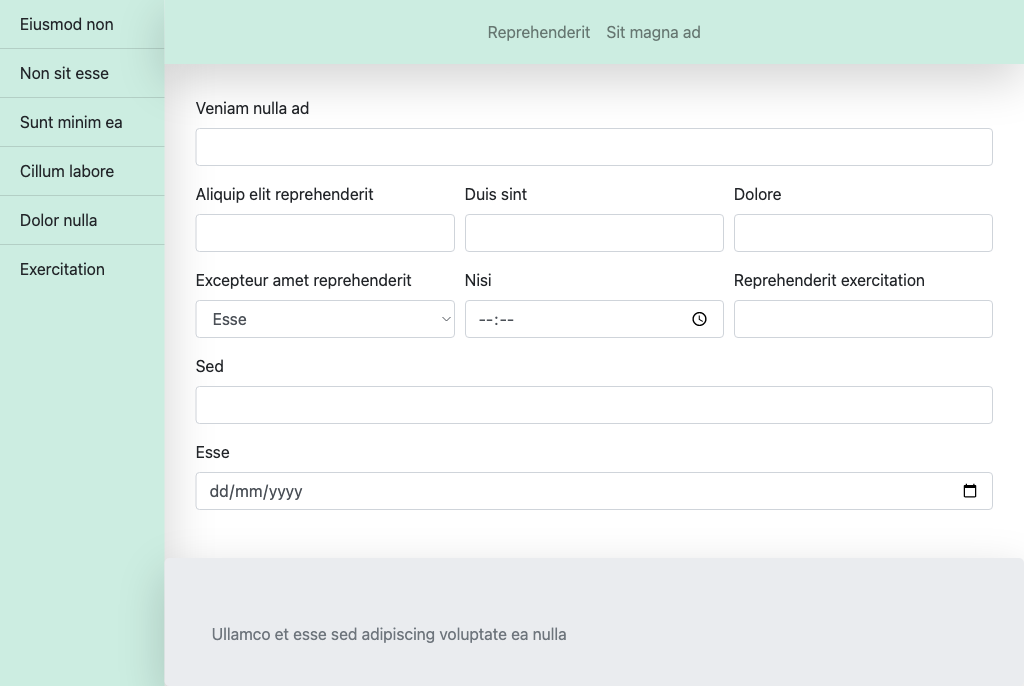 Eiusmod non
Non sit esse
Sunt minim ea
Cillum labore
Dolor nulla
Exercitation
Reprehenderit Sit magna ad
Veniam nulla ad
Aliquip elit reprehenderit Duis sint Dolore
Excepteur amet reprehenderit Nisi Reprehenderit exercitation
Esse --:--
Sed
Esse
dd/mm/yyyy
Ullamco et esse sed adipiscing voluptate ea nulla